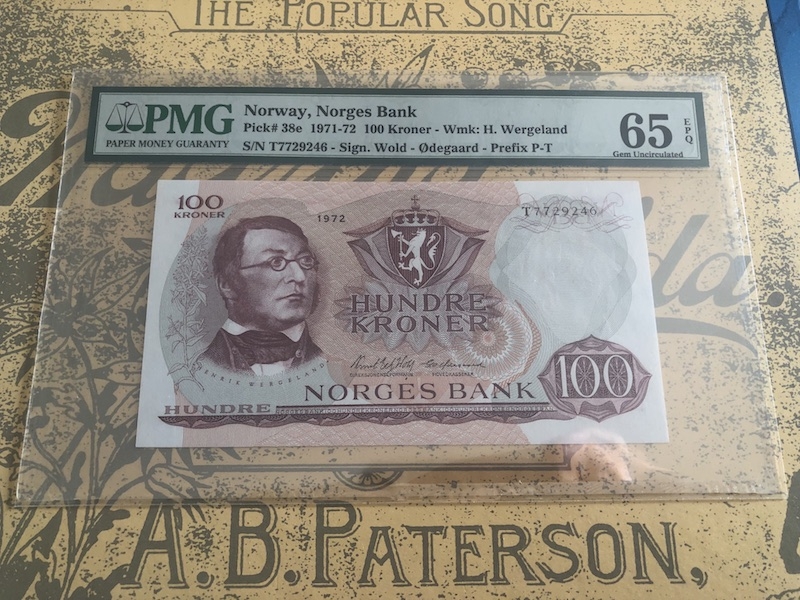 THE POPULAR SONG
PMG
PAPER MONEY GUARANTY
Norway, Norges Bank
Pick# 38e 1971-72 100 Kroner - Wmk: H. Wergeland
S/N T7729246 - Sign. Wold - Ødegaard - Prefix P-T
65
EPQ
Gem Uncirculated
100
KRONER
1972
T7729246
HUNDRE
KRONER
HENRIK WERGELAND
NORGES BANK
100
HUNDRE
A.B. PATERSON,